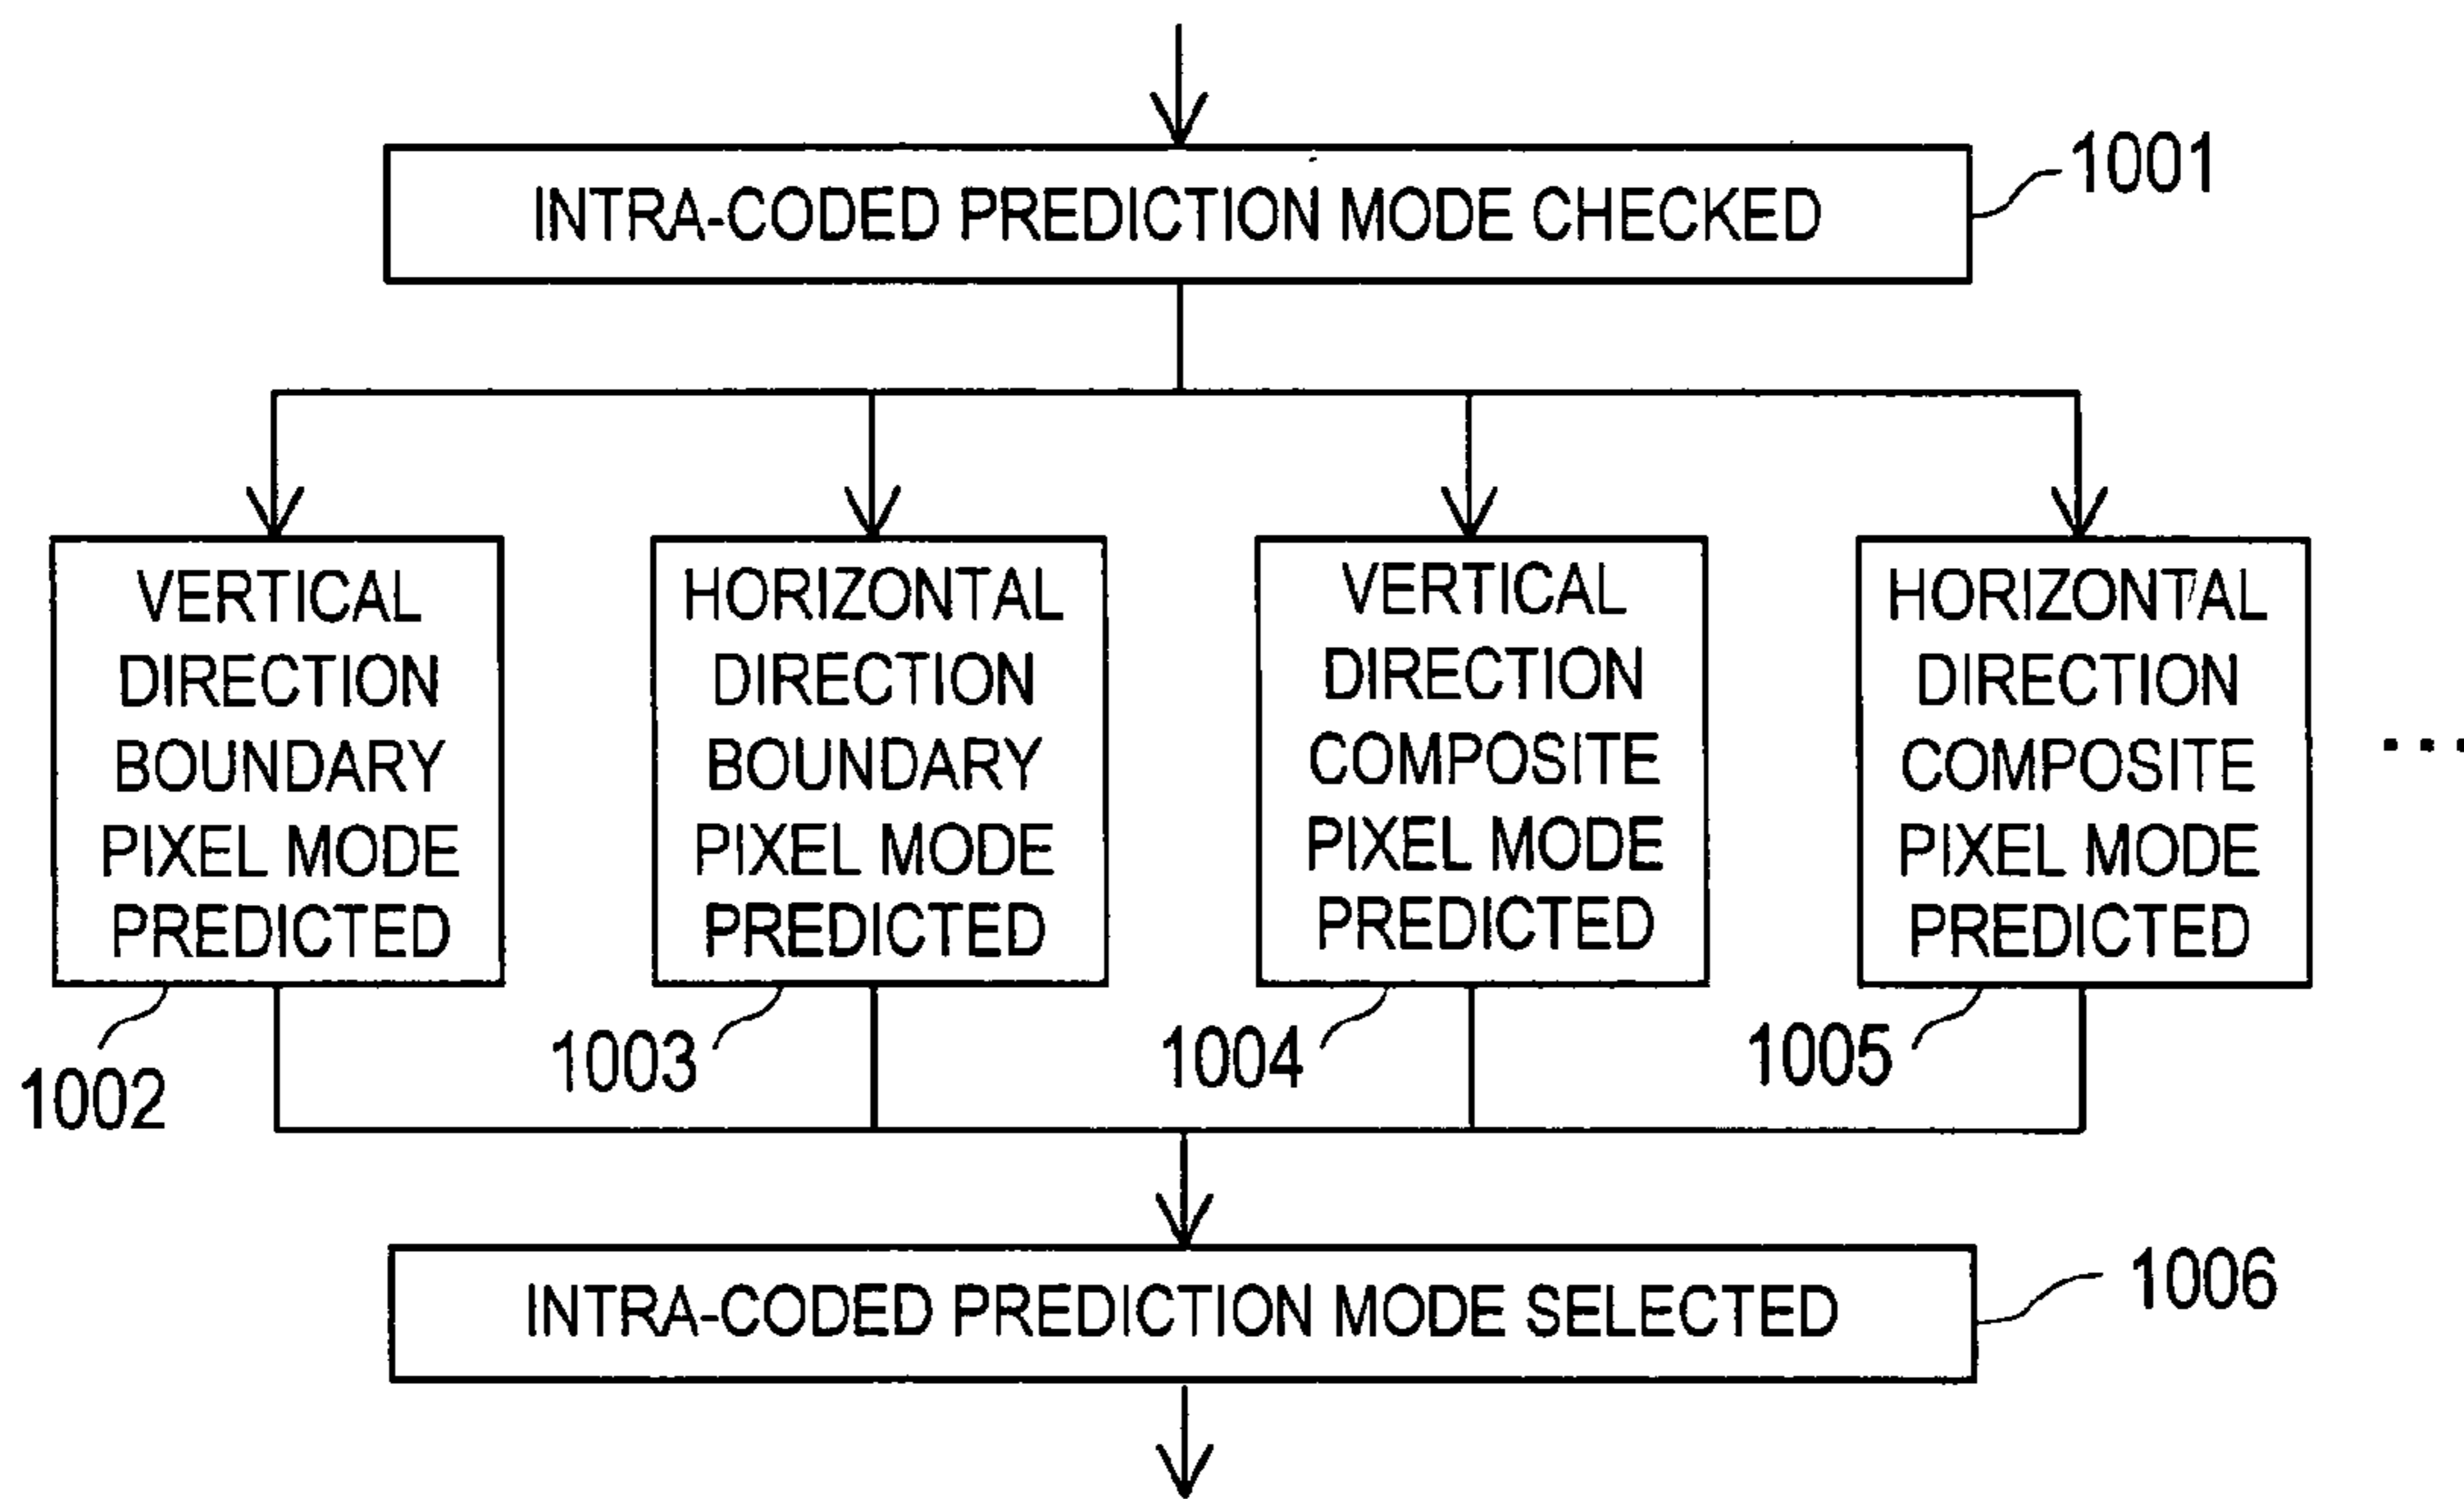 INTRA-CODED PREDICTION MODE CHECKED
1001
VERTICAL
DIRECTION
BOUNDARY
PIXEL MODE
PREDICTED
1002
HORIZONTAL
DIRECTION
BOUNDARY
PIXEL MODE
PREDICTED
1003
VERTICAL
DIRECTION
COMPOSITE
PIXEL MODE
PREDICTED
1004
HORIZONTAL
DIRECTION
COMPOSITE
PIXEL MODE
PREDICTED
1005
...
INTRA-CODED PREDICTION MODE SELECTED
1006